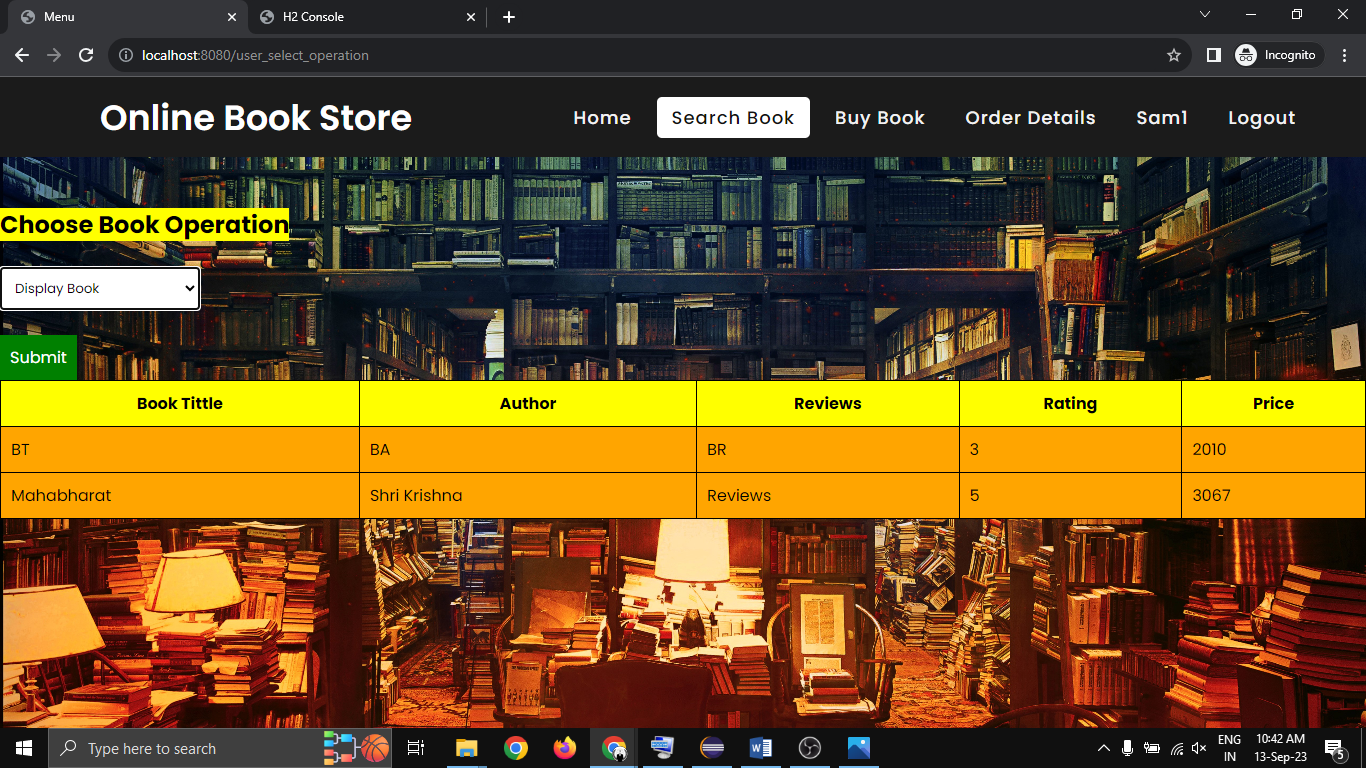 Menu
H2 Console
localhost:8080/user_select_operation
Incognito
Online Book Store
Home
Search Book
Buy Book
Order Details
Sam1
Logout
Choose Book Operation
Display Book
Submit
Book Tittle Author Reviews Rating Price
BT BA BR 3 2010
Mahabharat Shri Krishna Reviews 5 3067
Type here to search
ENG
IN
10:42 AM
13-Sep-23
5